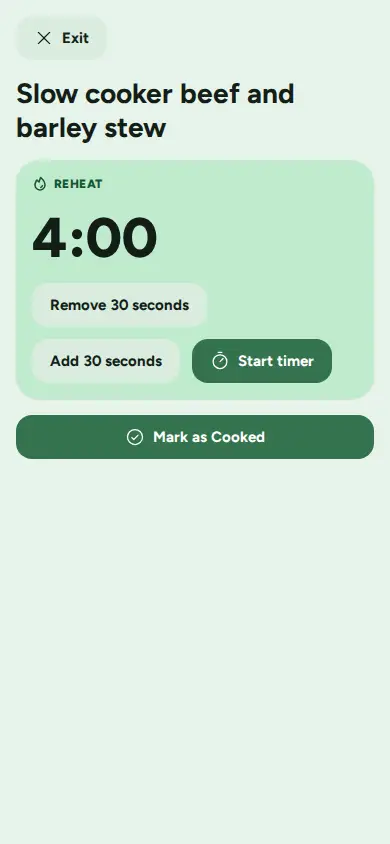 Exit
Slow cooker beef and
barley stew
REHEAT
4:00
Remove 30 seconds
Add 30 seconds
Start timer
Mark as Cooked